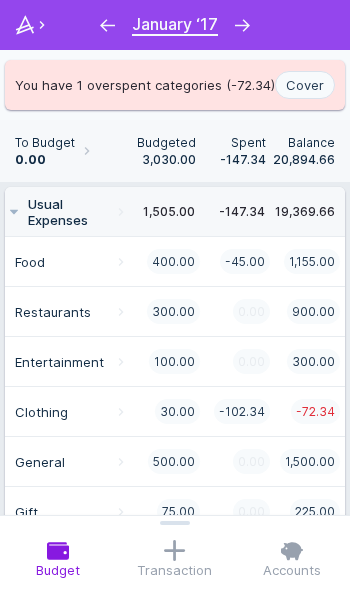 January ‘17
You have 1 overspent categories (-72.34) Cover
To Budget Budgeted Spent Balance
0.00 3,030.00 -147.34 20,894.66
Usual Expenses 1,505.00 -147.34 19,369.66
Food 400.00 -45.00 1,155.00
Restaurants 300.00 0.00 900.00
Entertainment 100.00 0.00 300.00
Clothing 30.00 -102.34 -72.34
General 500.00 0.00 1,500.00
Gift 75.00 0.00 225.00
Budget Transaction Accounts